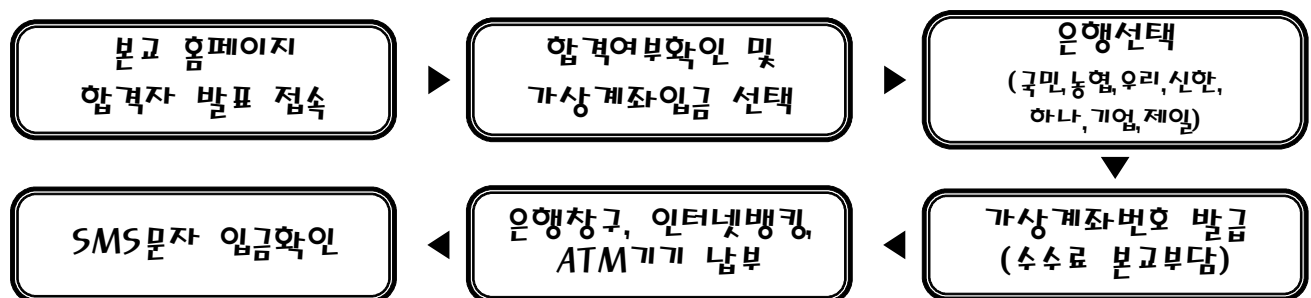 본교 홈페이지
합격자 발표 접속
합격여부확인 및
가상계좌입금 선택
은행선택
(국민,농협,우리,신한,
하나,기업,제일)
가상계좌번호 발급
(수수료 본교부담)
은행창구, 인터넷뱅킹,
ATM기기 납부
SMS문자 입금확인